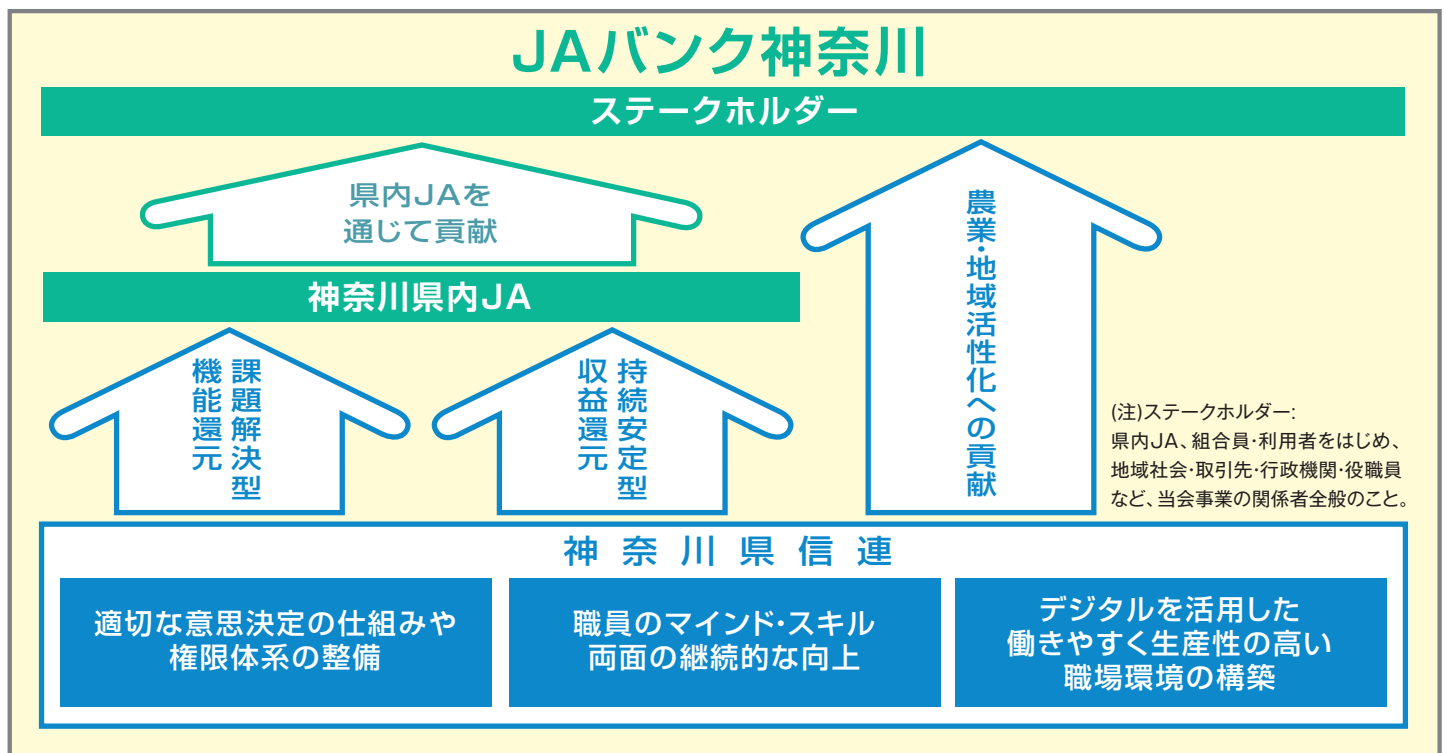 JAバンク神奈川
ステークホルダー
県内JAを
通じて貢献
農業・地域活性化への貢献
神奈川県内JA
課題解決型
機能還元
持続安定型
収益還元
(注)ステークホルダー:
県内JA、組合員・利用者をはじめ、
地域社会・取引先・行政機関・役職員
など、当会事業の関係者全般のこと。
神奈川県信連
適切な意思決定の仕組みや
権限体系の整備
職員のマインド・スキル
両面の継続的な向上
デジタルを活用した
働きやすく生産性の高い
職場環境の構築